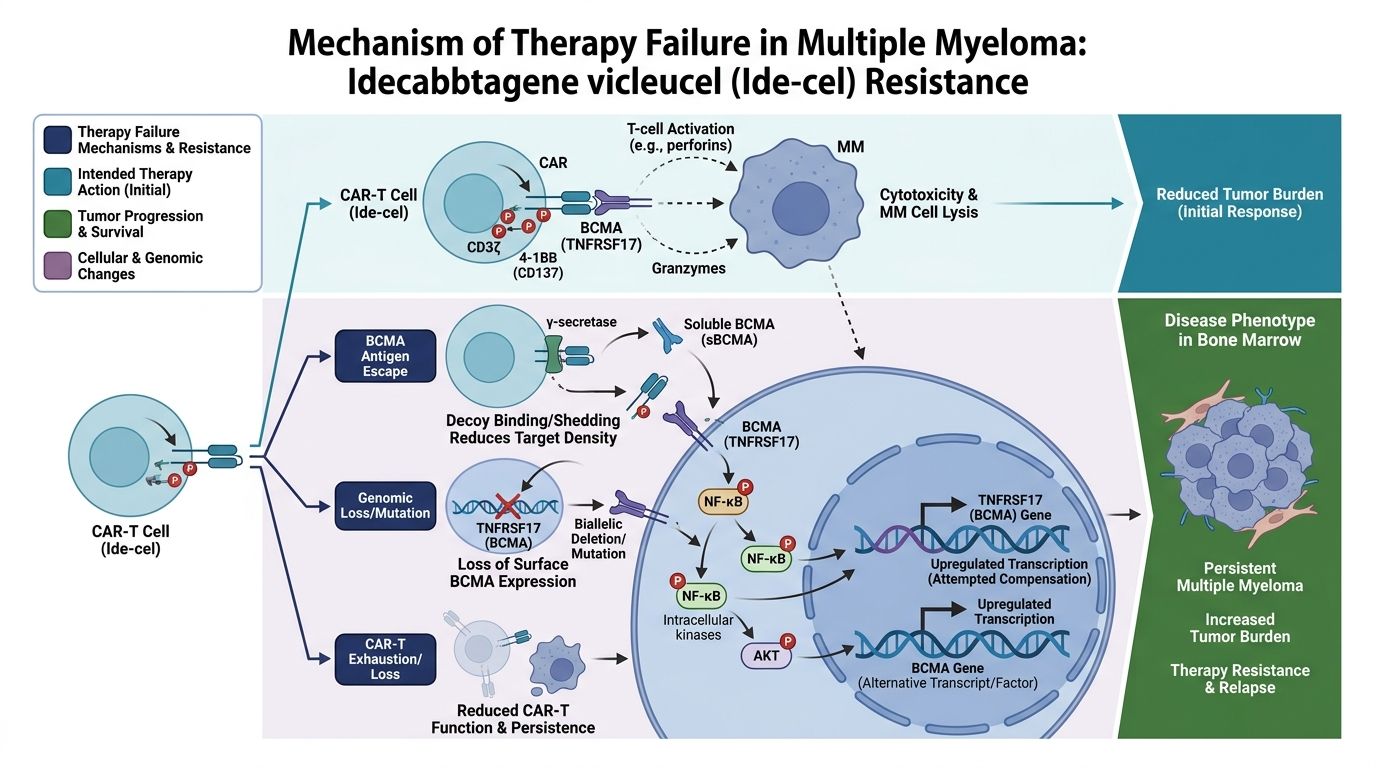 Mechanism of Therapy Failure in Multiple Myeloma:
Idecabbtagene vicleucel (Ide-cel) Resistance
Therapy Failure
Mechanisms & Resistance
Intended Therapy
Action (Initial)
Tumor Progression
& Survival
Cellular & Genomic
Changes
CAR-T Cell
(Ide-cel)
CAR
P
P
P
P
CD3ζ
4-1BB
(CD137)
BCMA
(TNFRSF17)
T-cell Activation
(e.g., perforins)
Granzymes
MM
Cytotoxicity &
MM Cell Lysis
Reduced Tumor Burden
(Initial Response)
CAR-T Cell
(Ide-cel)
P
P
BCMA
Antigen
Escape
γ-secretase
Soluble BCMA
(sBCMA)
P
Decoy Binding/Shedding
Reduces Target Density
BCMA
(TNFRSF17)
Genomic
Loss/Mutation
TNFRSF17
(BCMA)
Biallelic
Deletion/
Mutation
Loss of Surface
BCMA Expression
CAR-T
Exhaustion/
Loss
Reduced CAR-T
Function & Persistence
NF-κB
P
NF-κB
P
NF-κB
P
Intracellular
kinases
AKT
P
TNFRSF17
(BCMA) Gene
Upregulated Transcription
(Attempted Compensation)
Upregulated
Transcription
BCMA Gene
(Alternative Transcript/Factor)
Disease Phenotype
in Bone Marrow
Persistent
Multiple Myeloma
Increased
Tumor Burden
Therapy Resistance
& Relapse